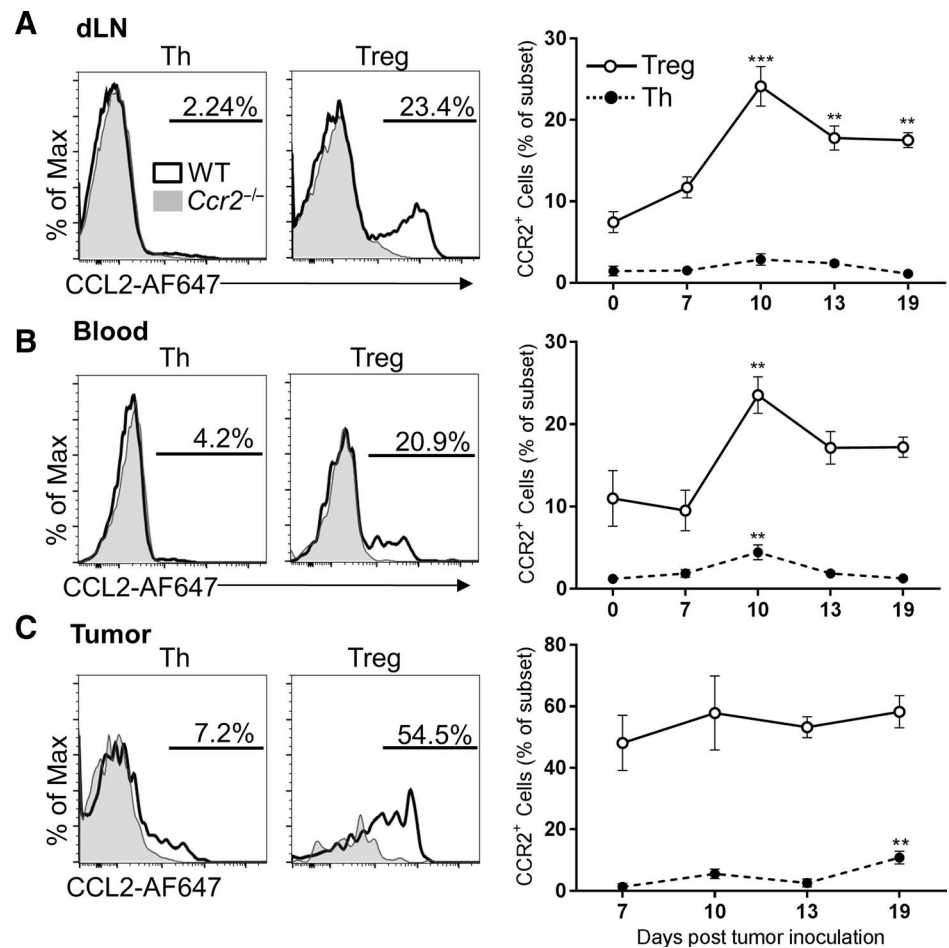 A dLN
Th
Treg
2.24%
23.4%
WT
Ccr2⁻/⁻
% of Max
CCL2-AF647
CCR2⁺ Cells (% of subset)
30
20
10
0
Treg
Th
***
**
**
0 7 10 13 19
B Blood
Th
Treg
4.2%
20.9%
% of Max
CCL2-AF647
CCR2⁺ Cells (% of subset)
30
20
10
0
**
**
0 7 10 13 19
C Tumor
Th
Treg
7.2%
54.5%
% of Max
CCL2-AF647
CCR2⁺ Cells (% of subset)
80
60
40
20
0
**
7 10 13 19
Days post tumor inoculation